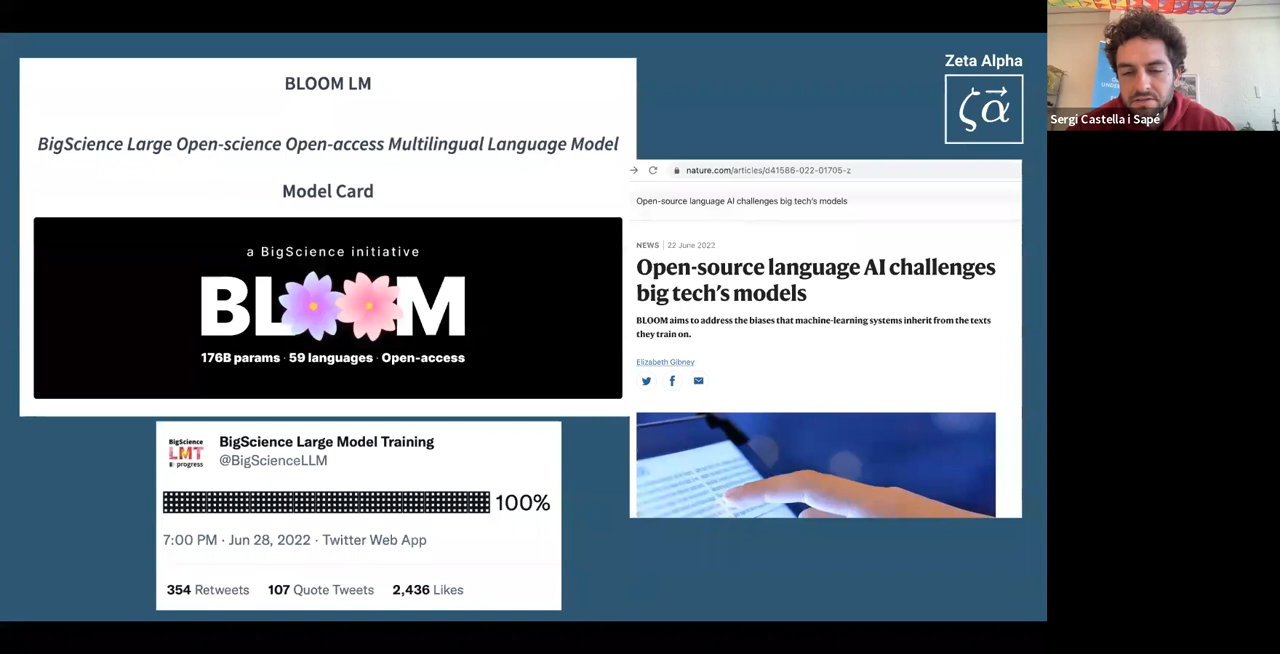 BLOOM LM
BigScience Large Open-science Open-access Multilingual Language Model
Model Card
a BigScience initiative
BLOOM
176B params · 59 languages · Open-access
BigScience Large Model Training
@BigScienceLLM
BigScience
LMT
progress
100%
7:00 PM · Jun 28, 2022 · Twitter Web App
354 Retweets 107 Quote Tweets 2,436 Likes
Zeta Alpha
ζα
nature.com/articles/d41586-022-01705-z
Open-source language AI challenges big tech's models
NEWS | 22 June 2022
Open-source language AI challenges
big tech's models
BLOOM aims to address the biases that machine-learning systems inherit from the texts
they train on.
Elizabeth Gibney
Sergi Castella i Sapé